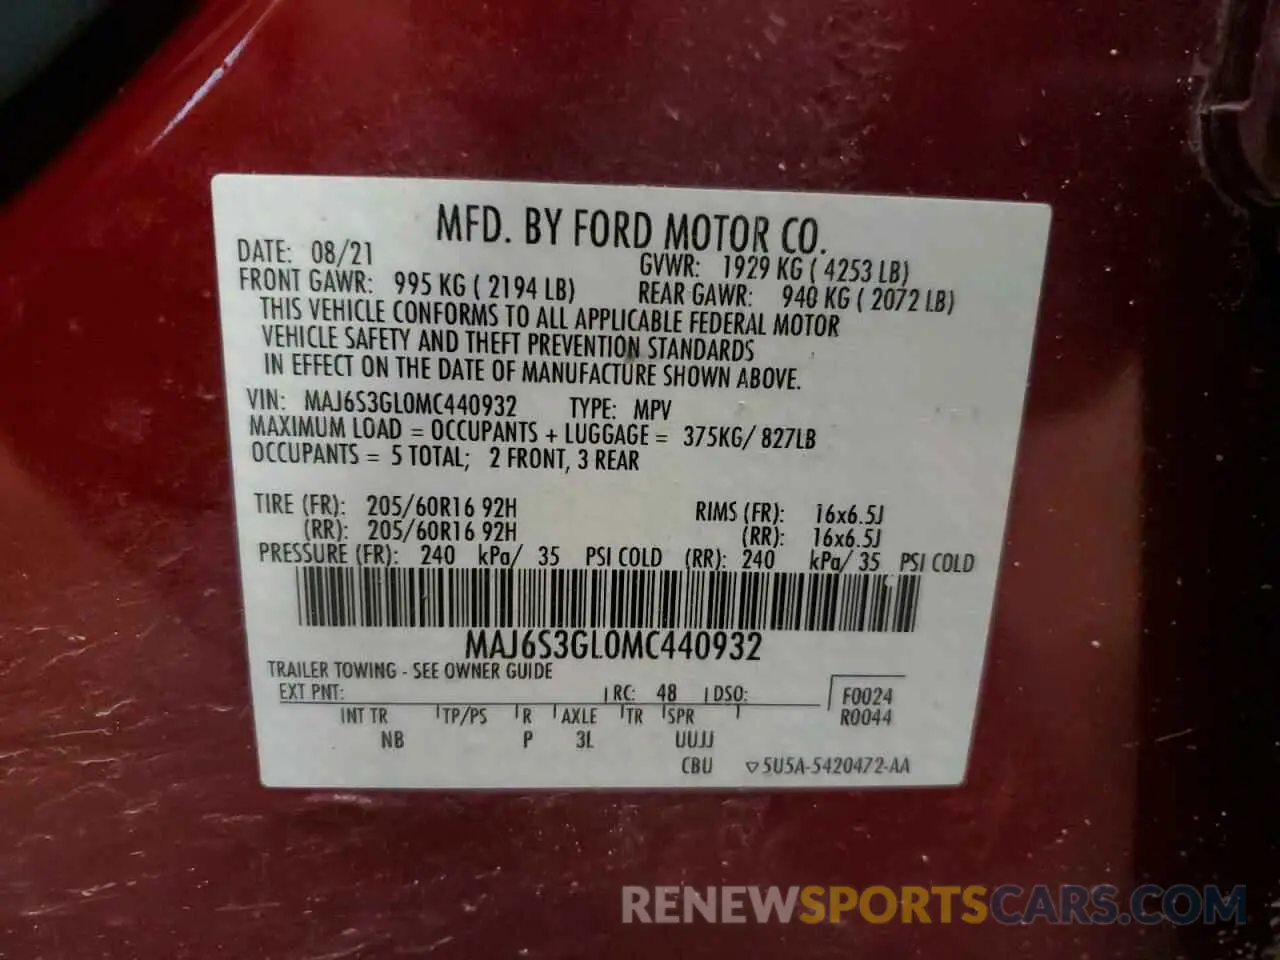 MFD. BY FORD MOTOR CO.
DATE: 08/21 GVWR: 1929 KG ( 4253 LB)
FRONT GAWR: 995 KG ( 2194 LB) REAR GAWR: 940 KG ( 2072 LB)
THIS VEHICLE CONFORMS TO ALL APPLICABLE FEDERAL MOTOR
VEHICLE SAFETY AND THEFT PREVENTION STANDARDS
IN EFFECT ON THE DATE OF MANUFACTURE SHOWN ABOVE.
VIN: MAJ6S3GL0MC440932 TYPE: MPV
MAXIMUM LOAD = OCCUPANTS + LUGGAGE = 375KG/ 827LB
OCCUPANTS = 5 TOTAL; 2 FRONT, 3 REAR
TIRE (FR): 205/60R16 92H RIMS (FR): 16x6.5J
(RR): 205/60R16 92H (RR): 16x6.5J
PRESSURE (FR): 240 kPa/ 35 PSI COLD (RR): 240 kPa/ 35 PSI COLD
MAJ6S3GL0MC440932
TRAILER TOWING - SEE OWNER GUIDE
EXT PNT: RC: 48 DSO: F0024
INT TR TP/PS R AXLE TR SPR R0044
NB P 3L UUJJ
CBU ▽5U5A-5420472-AA
RENEWSPORTSCARS.COM